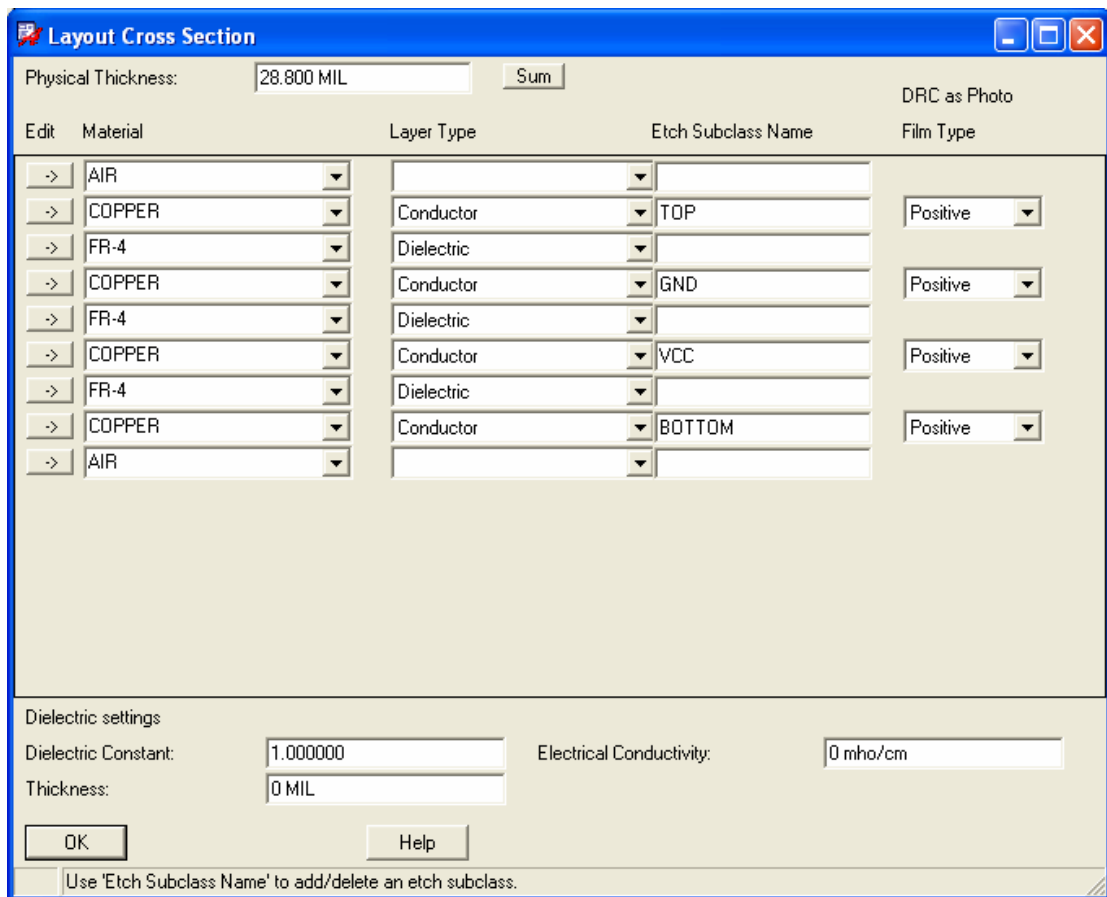 Layout Cross Section
Physical Thickness: 28.800 MIL Sum
DRC as Photo
Edit Material Layer Type Etch Subclass Name Film Type
-> AIR
-> COPPER Conductor TOP Positive
-> FR-4 Dielectric
-> COPPER Conductor GND Positive
-> FR-4 Dielectric
-> COPPER Conductor VCC Positive
-> FR-4 Dielectric
-> COPPER Conductor BOTTOM Positive
-> AIR
Dielectric settings
Dielectric Constant: 1.000000 Electrical Conductivity: 0 mho/cm
Thickness: 0 MIL
OK Help
Use 'Etch Subclass Name' to add/delete an etch subclass.